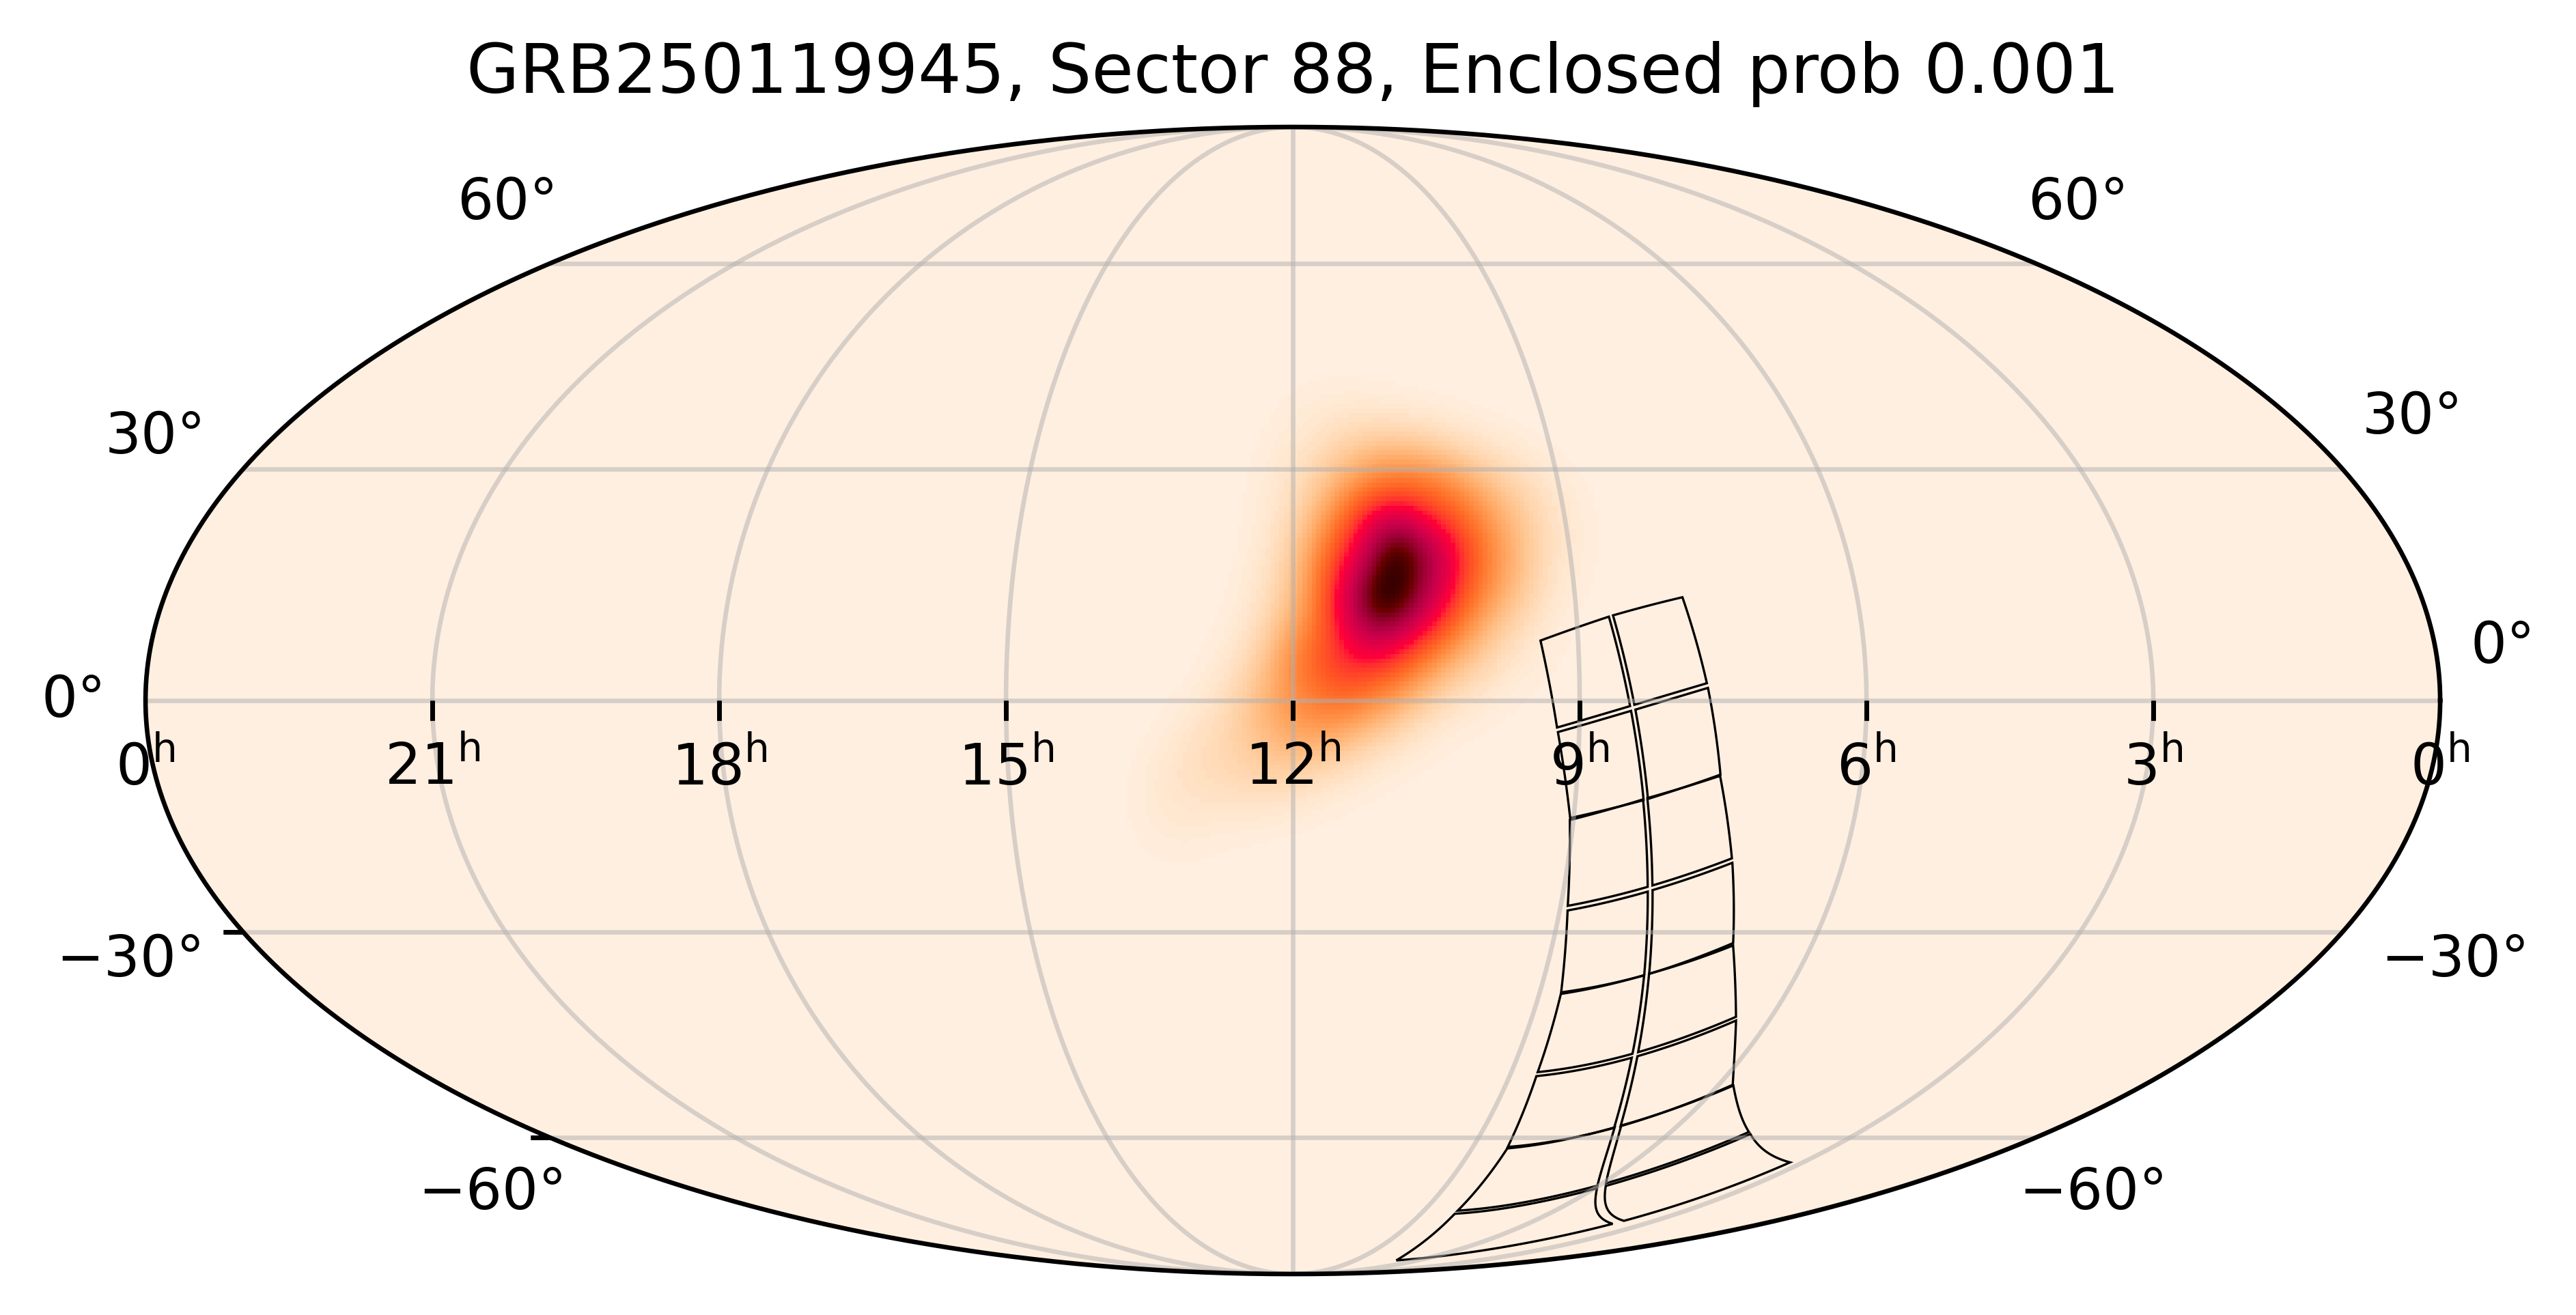 GRB250119945, Sector 88, Enclosed prob 0.001
60° 60°
30° 30°
0° 0°
0ʰ 21ʰ 18ʰ 15ʰ 12ʰ 9ʰ 6ʰ 3ʰ 0ʰ
−30° −30°
−60° −60°